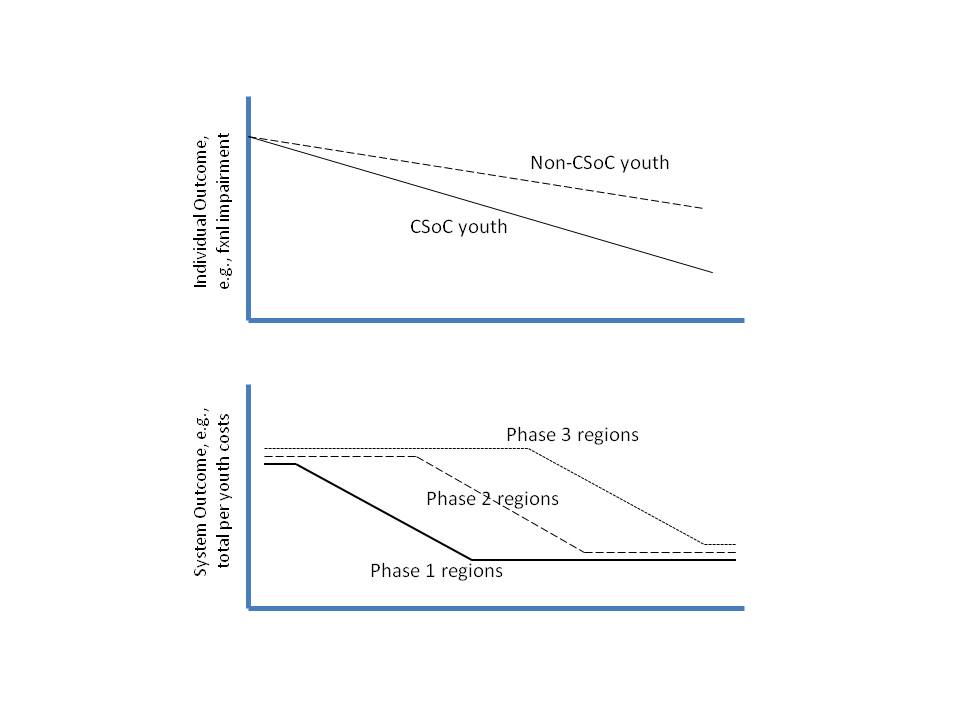 Individual Outcome,
e.g., fxnl impairment
Non-CSoC youth
CSoC youth
System Outcome, e.g.,
total per youth costs
Phase 3 regions
Phase 2 regions
Phase 1 regions